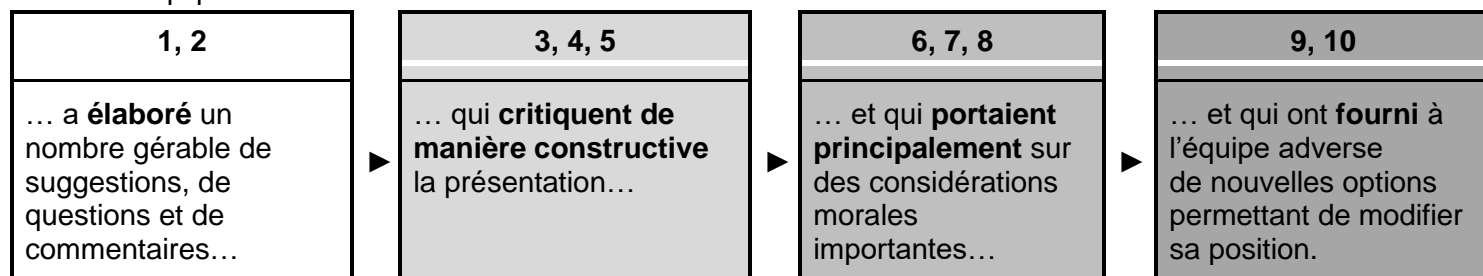 1, 2
… a élaboré un
nombre gérable de
suggestions, de
questions et de
commentaires…
►
3, 4, 5
… qui critiquent de
manière constructive
la présentation…
►
6, 7, 8
… et qui portaient
principalement sur
des considérations
morales
importantes…
►
9, 10
… et qui ont fourni à
l’équipe adverse
de nouvelles options
permettant de modifier
sa position.